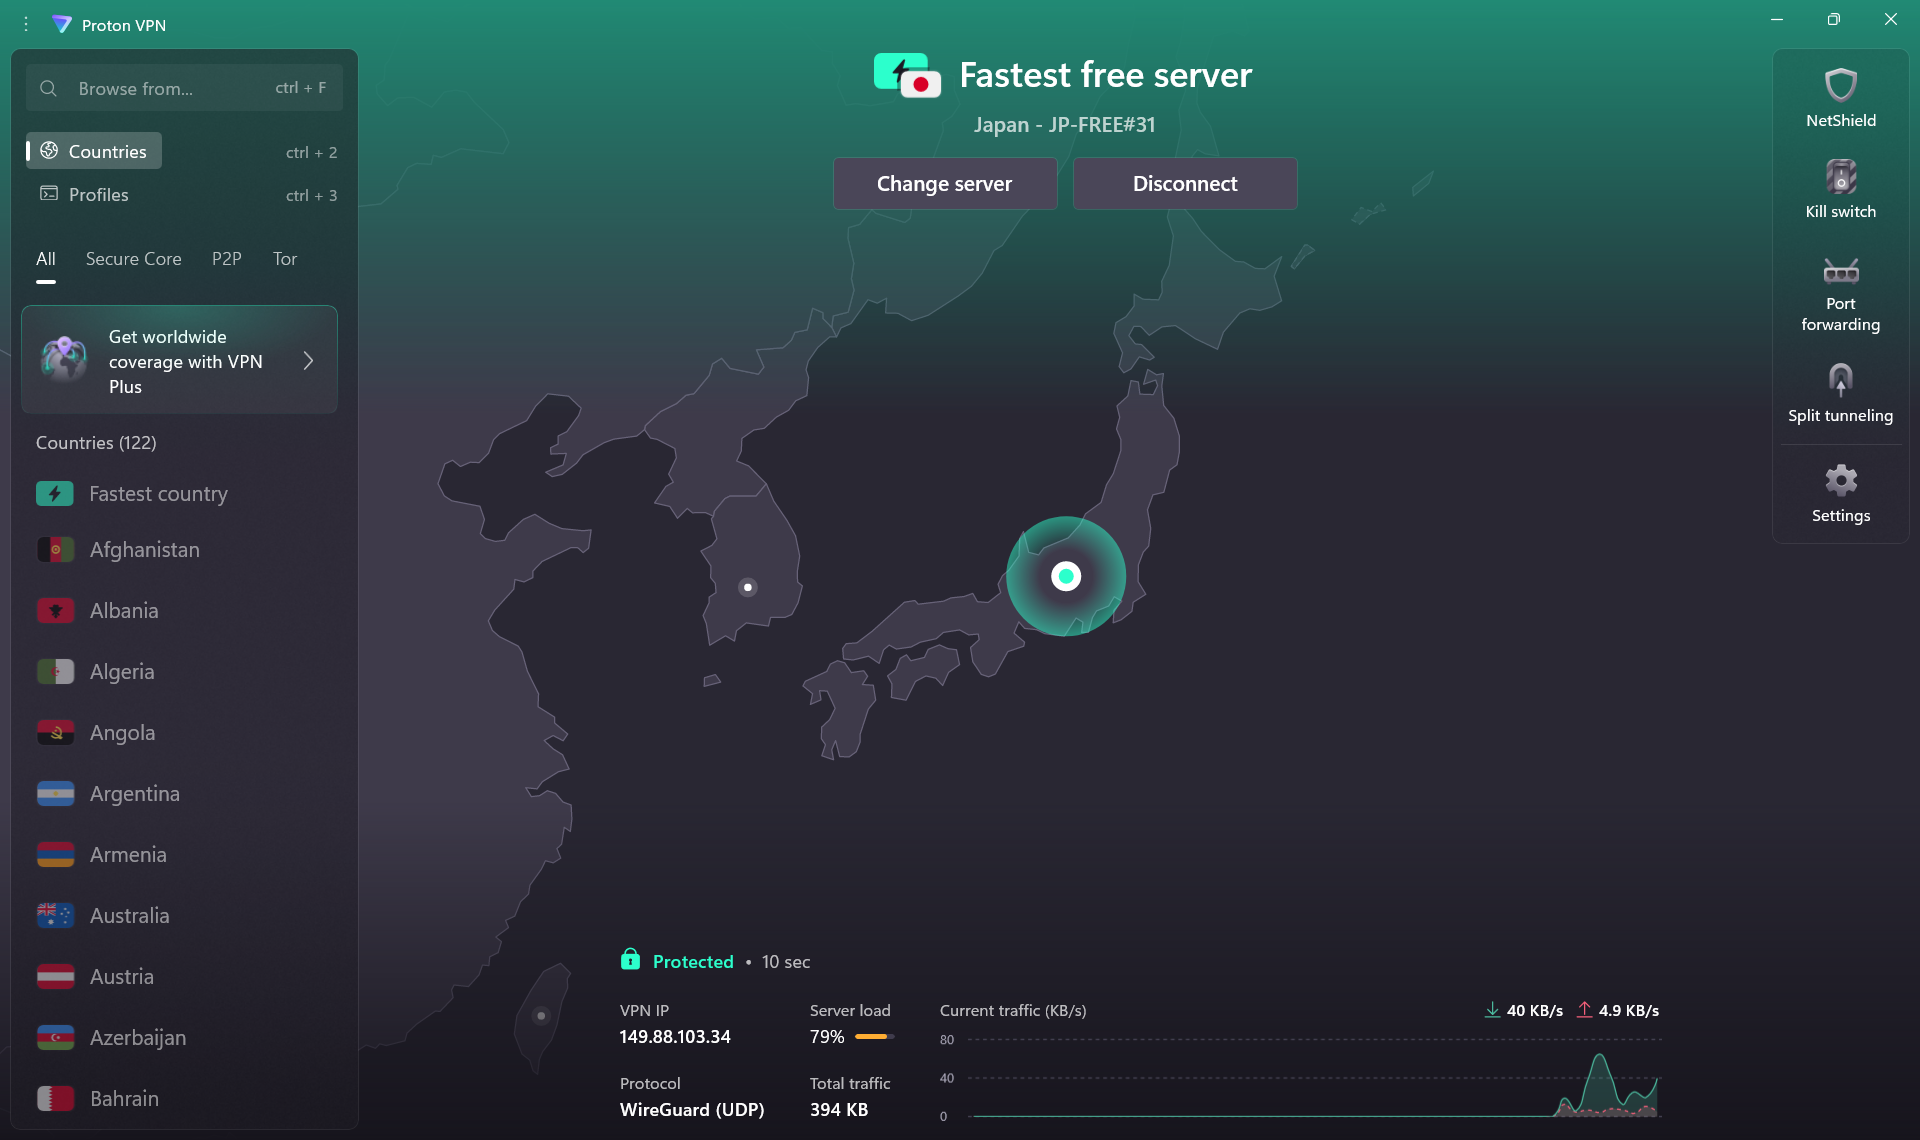 Proton VPN
Browse from...
ctrl + F
Countries
ctrl + 2
Profiles
ctrl + 3
All
Secure Core
P2P
Tor
Get worldwide
coverage with VPN
Plus
Countries (122)
Fastest country
Afghanistan
Albania
Algeria
Angola
Argentina
Armenia
Australia
Austria
Azerbaijan
Bahrain
Fastest free server
Japan - JP-FREE#31
Change server
Disconnect
Protected • 10 sec
VPN IP
149.88.103.34
Server load
79%
Protocol
WireGuard (UDP)
Total traffic
394 KB
Current traffic (KB/s)
40 KB/s
4.9 KB/s
80
40
0
NetShield
Kill switch
Port
forwarding
Split tunneling
Settings